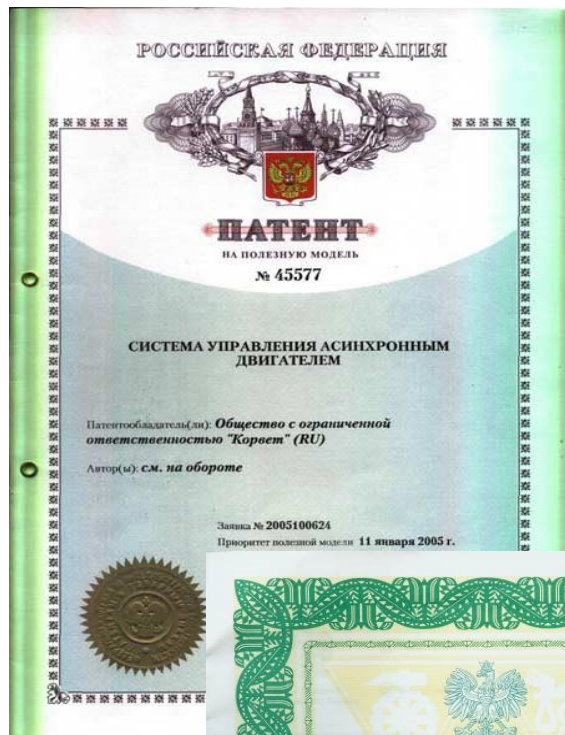 РОССИЙСКАЯ ФЕДЕРАЦИЯ
ПАТЕНТ
НА ПОЛЕЗНУЮ МОДЕЛЬ
№ 45577
СИСТЕМА УПРАВЛЕНИЯ АСИНХРОННЫМ
ДВИГАТЕЛЕМ
Патентообладатель(ли): Общество с ограниченной
ответственностью "Корвет" (RU)
Автор(ы): см. на обороте
Заявка № 2005100624
Приоритет полезной модели 11 января 2005 г.